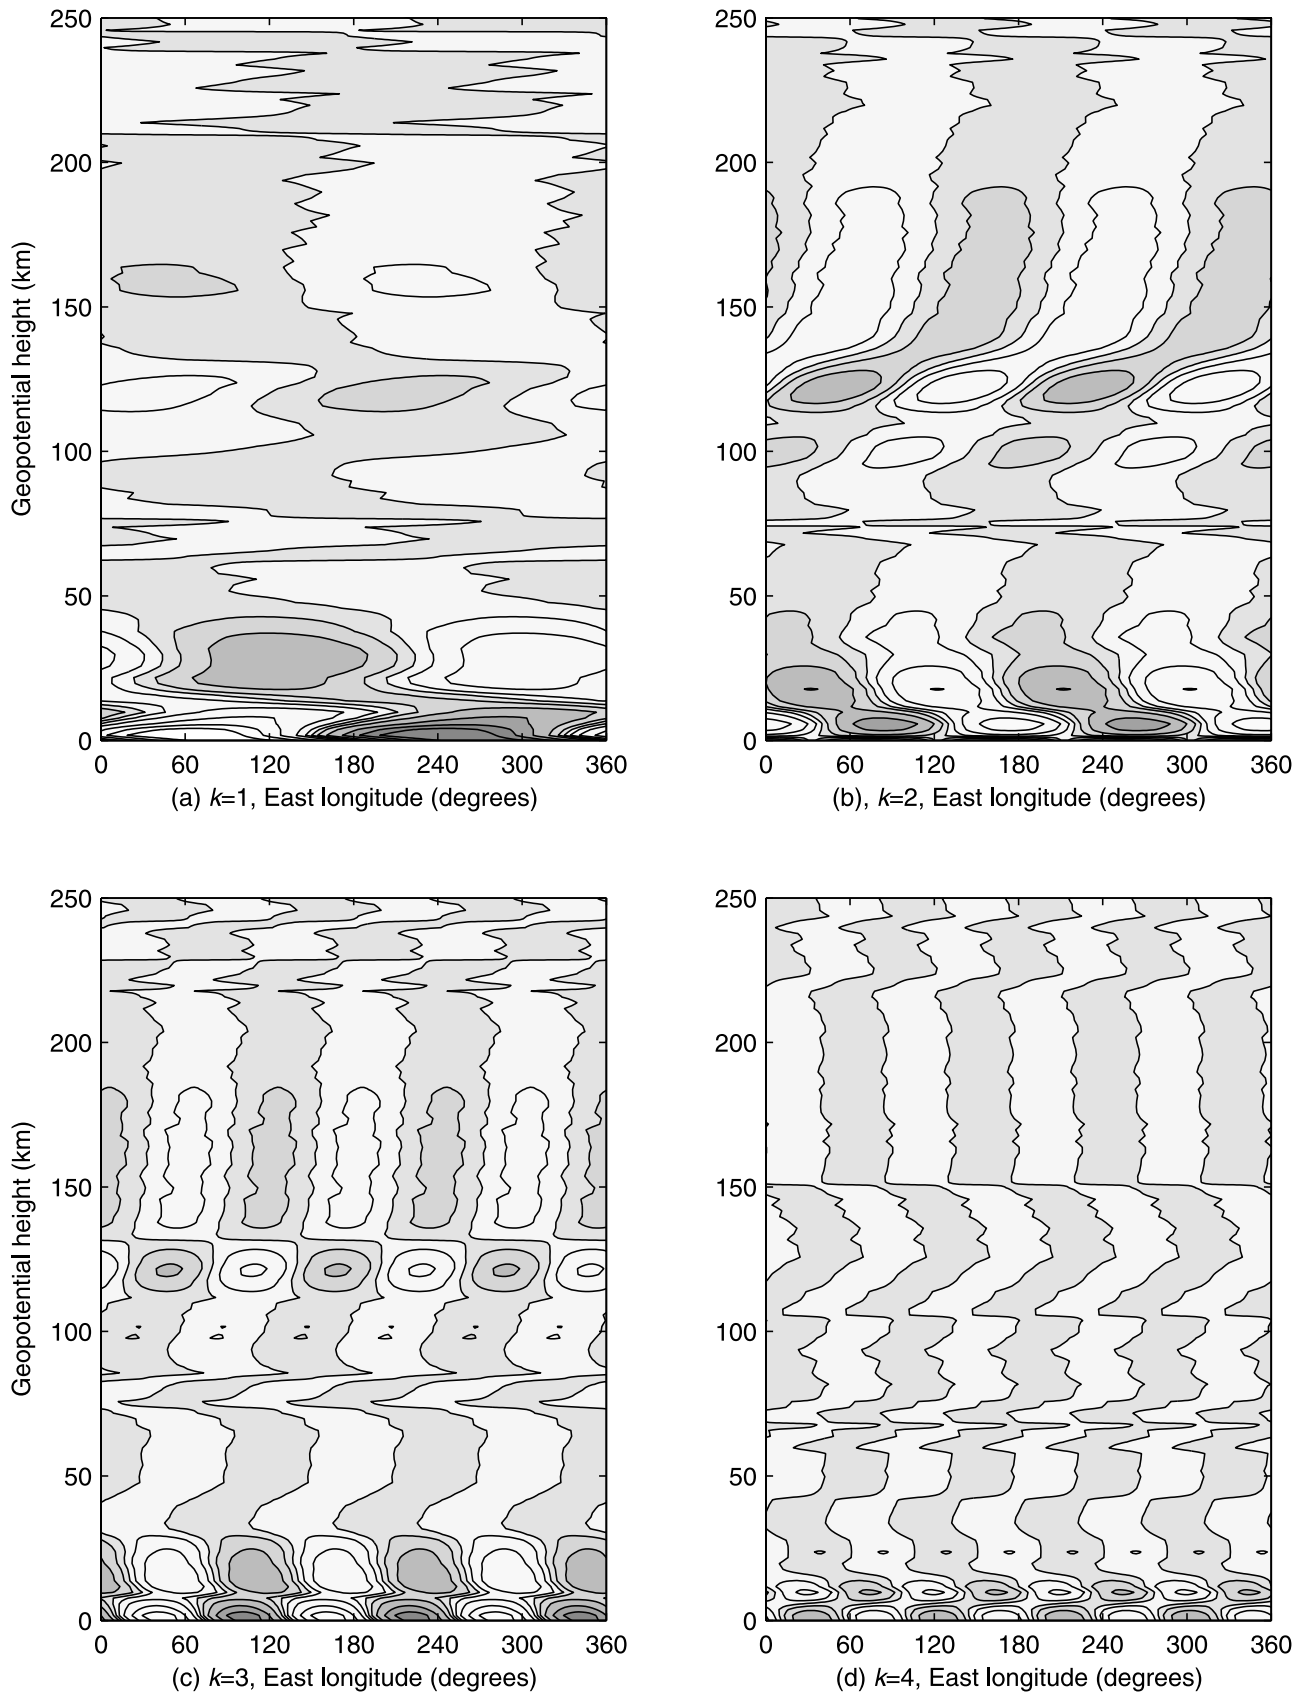 250
200
150
100
50
0
Geopotential height (km)
0 60 120 180 240 300 360
(a) k=1, East longitude (degrees)
250
200
150
100
50
0
0 60 120 180 240 300 360
(b), k=2, East longitude (degrees)
250
200
150
100
50
0
Geopotential height (km)
0 60 120 180 240 300 360
(c) k=3, East longitude (degrees)
250
200
150
100
50
0
0 60 120 180 240 300 360
(d) k=4, East longitude (degrees)